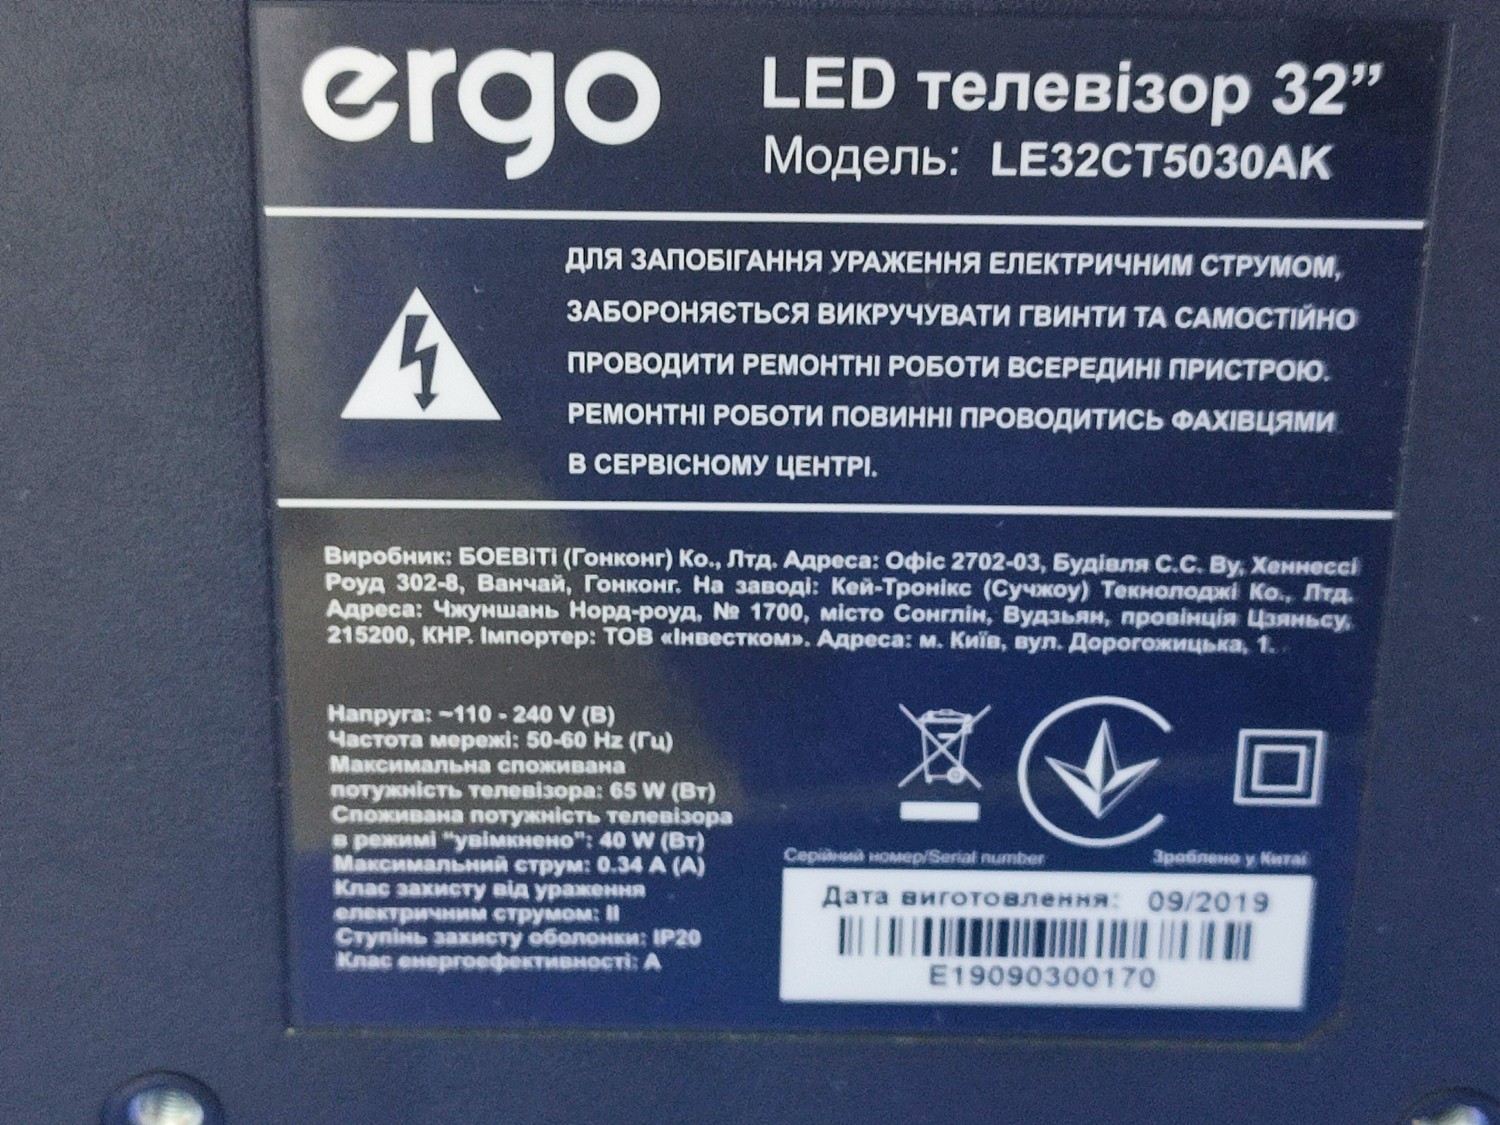 ergo
LED телевізор 32”
Модель: LE32CT5030AK
ДЛЯ ЗАПОБІГАННЯ УРАЖЕННЯ ЕЛЕКТРИЧНИМ СТРУМОМ,
ЗАБОРОНЯЄТЬСЯ ВИКРУЧУВАТИ ГВИНТИ ТА САМОСТІЙНО
ПРОВОДИТИ РЕМОНТНІ РОБОТИ ВСЕРЕДИНІ ПРИСТРОЮ.
РЕМОНТНІ РОБОТИ ПОВИННІ ПРОВОДИТИСЬ ФАХІВЦЯМИ
В СЕРВІСНОМУ ЦЕНТРІ.
Виробник: БОЕВІТі (Гонконг) Ко., Лтд. Адреса: Офіс 2702-03, Будівля С.С. Ву, Хеннессі
Роуд 302-8, Ванчай, Гонконг. На заводі: Кей-Тронікс (Сучжоу) Текнолоджі Ко., Лтд.
Адреса: Чжуншань Норд-роуд, № 1700, місто Сонглін, Вудзьян, провінція Цзяньсу,
215200, КНР. Імпортер: ТОВ «Інвестком». Адреса: м. Київ, вул. Дорогожицька, 1.
Напруга: ~110 - 240 V (В)
Частота мережі: 50-60 Hz (Гц)
Максимальна споживана
потужність телевізора: 65 W (Вт)
Споживана потужність телевізора
в режимі “увімкнено”: 40 W (Вт)
Максимальний струм: 0.34 A (А)
Клас захисту від ураження
електричним струмом: II
Ступінь захисту оболонки: IP20
Клас енергоефективності: А
Серійний номер/Serial number
Зроблено у Китаї
Дата виготовлення: 09/2019
E19090300170